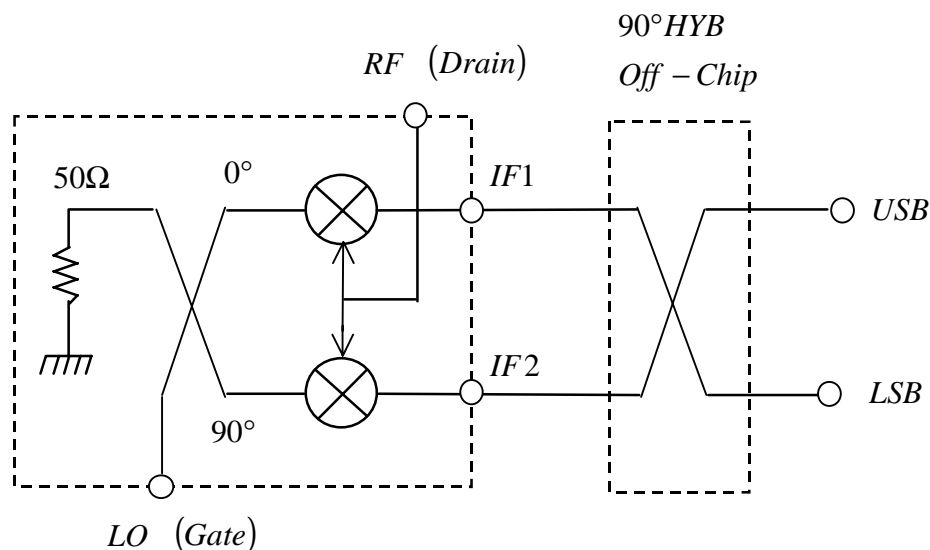 90°HYB
Off – Chip
RF (Drain)
50Ω
0°
IF1
USB
IF2
LSB
90°
LO (Gate)